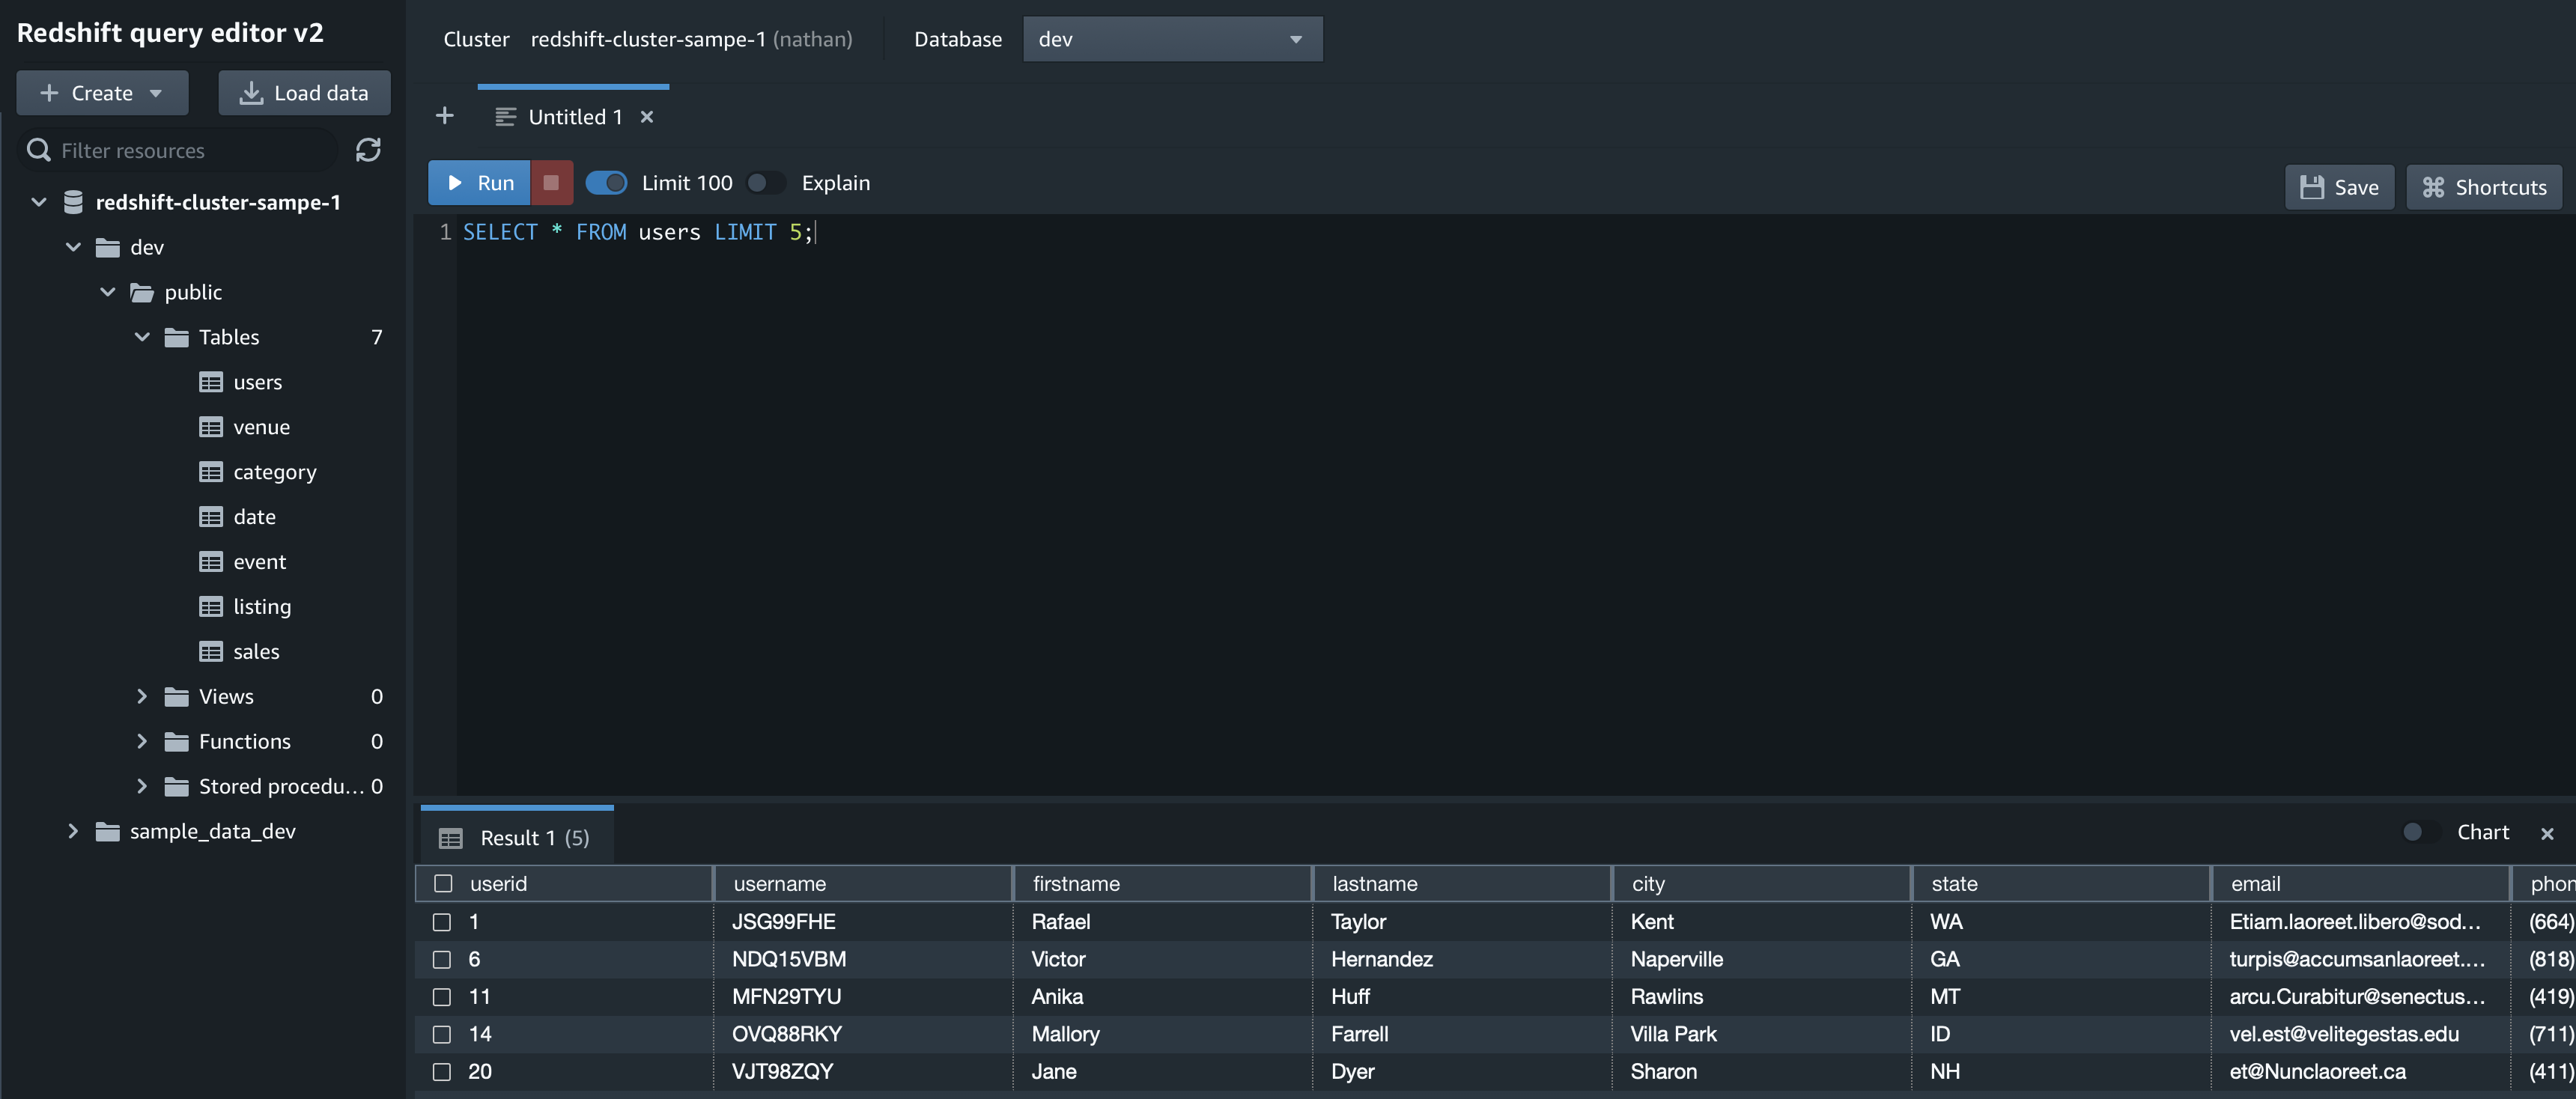 Redshift query editor v2
Create
Load data
Filter resources
redshift-cluster-sampe-1
dev
public
Tables 7
users
venue
category
date
event
listing
sales
Views 0
Functions 0
Stored procedu... 0
sample_data_dev
Cluster redshift-cluster-sampe-1 (nathan) Database dev
+ Untitled 1 ×
Run Limit 100 Explain Save Shortcuts
1 SELECT * FROM users LIMIT 5;
Result 1 (5) Chart ×
userid username firstname lastname city state email phon
1 JSG99FHE Rafael Taylor Kent WA Etiam.laoreet.libero@sod... (664)
6 NDQ15VBM Victor Hernandez Naperville GA turpis@accumsanlaoreet.... (818)
11 MFN29TYU Anika Huff Rawlins MT arcu.Curabitur@senectus... (419)
14 OVQ88RKY Mallory Farrell Villa Park ID vel.est@velitegestas.edu (711)
20 VJT98ZQY Jane Dyer Sharon NH et@Nunclaoreet.ca (411)